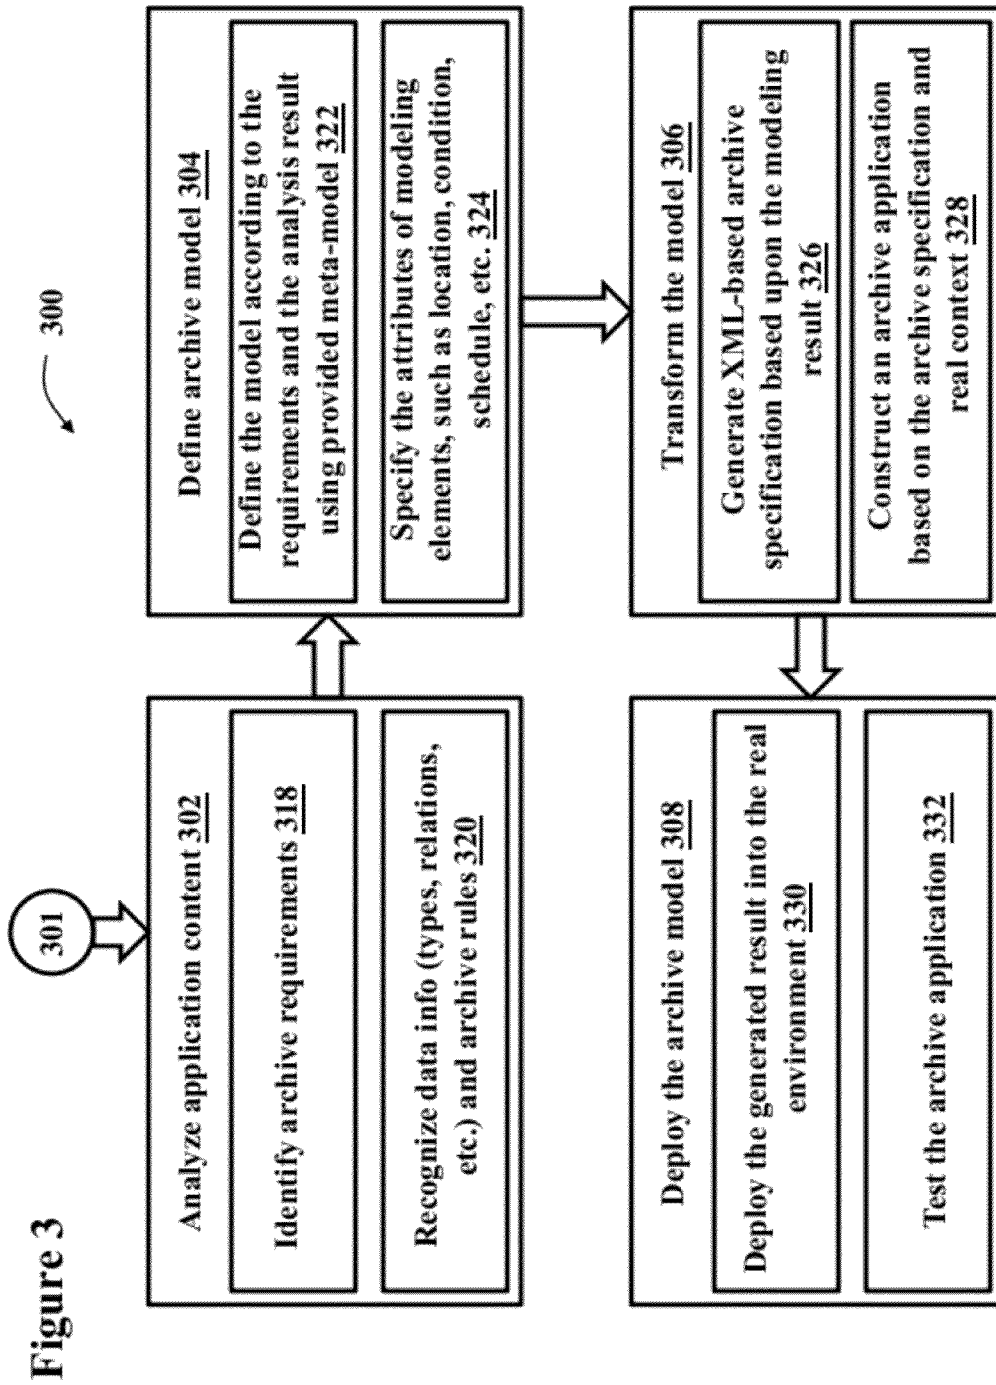 Figure 3
300
301
Analyze application content 302
Identify archive requirements 318
Recognize data info (types, relations,
etc.) and archive rules 320
Define archive model 304
Define the model according to the
requirements and the analysis result
using provided meta-model 322
Specify the attributes of modeling
elements, such as location, condition,
schedule, etc. 324
Transform the model 306
Generate XML-based archive
specification based upon the modeling
result 326
Construct an archive application
based on the archive specification and
real context 328
Deploy the archive model 308
Deploy the generated result into the real
environment 330
Test the archive application 332